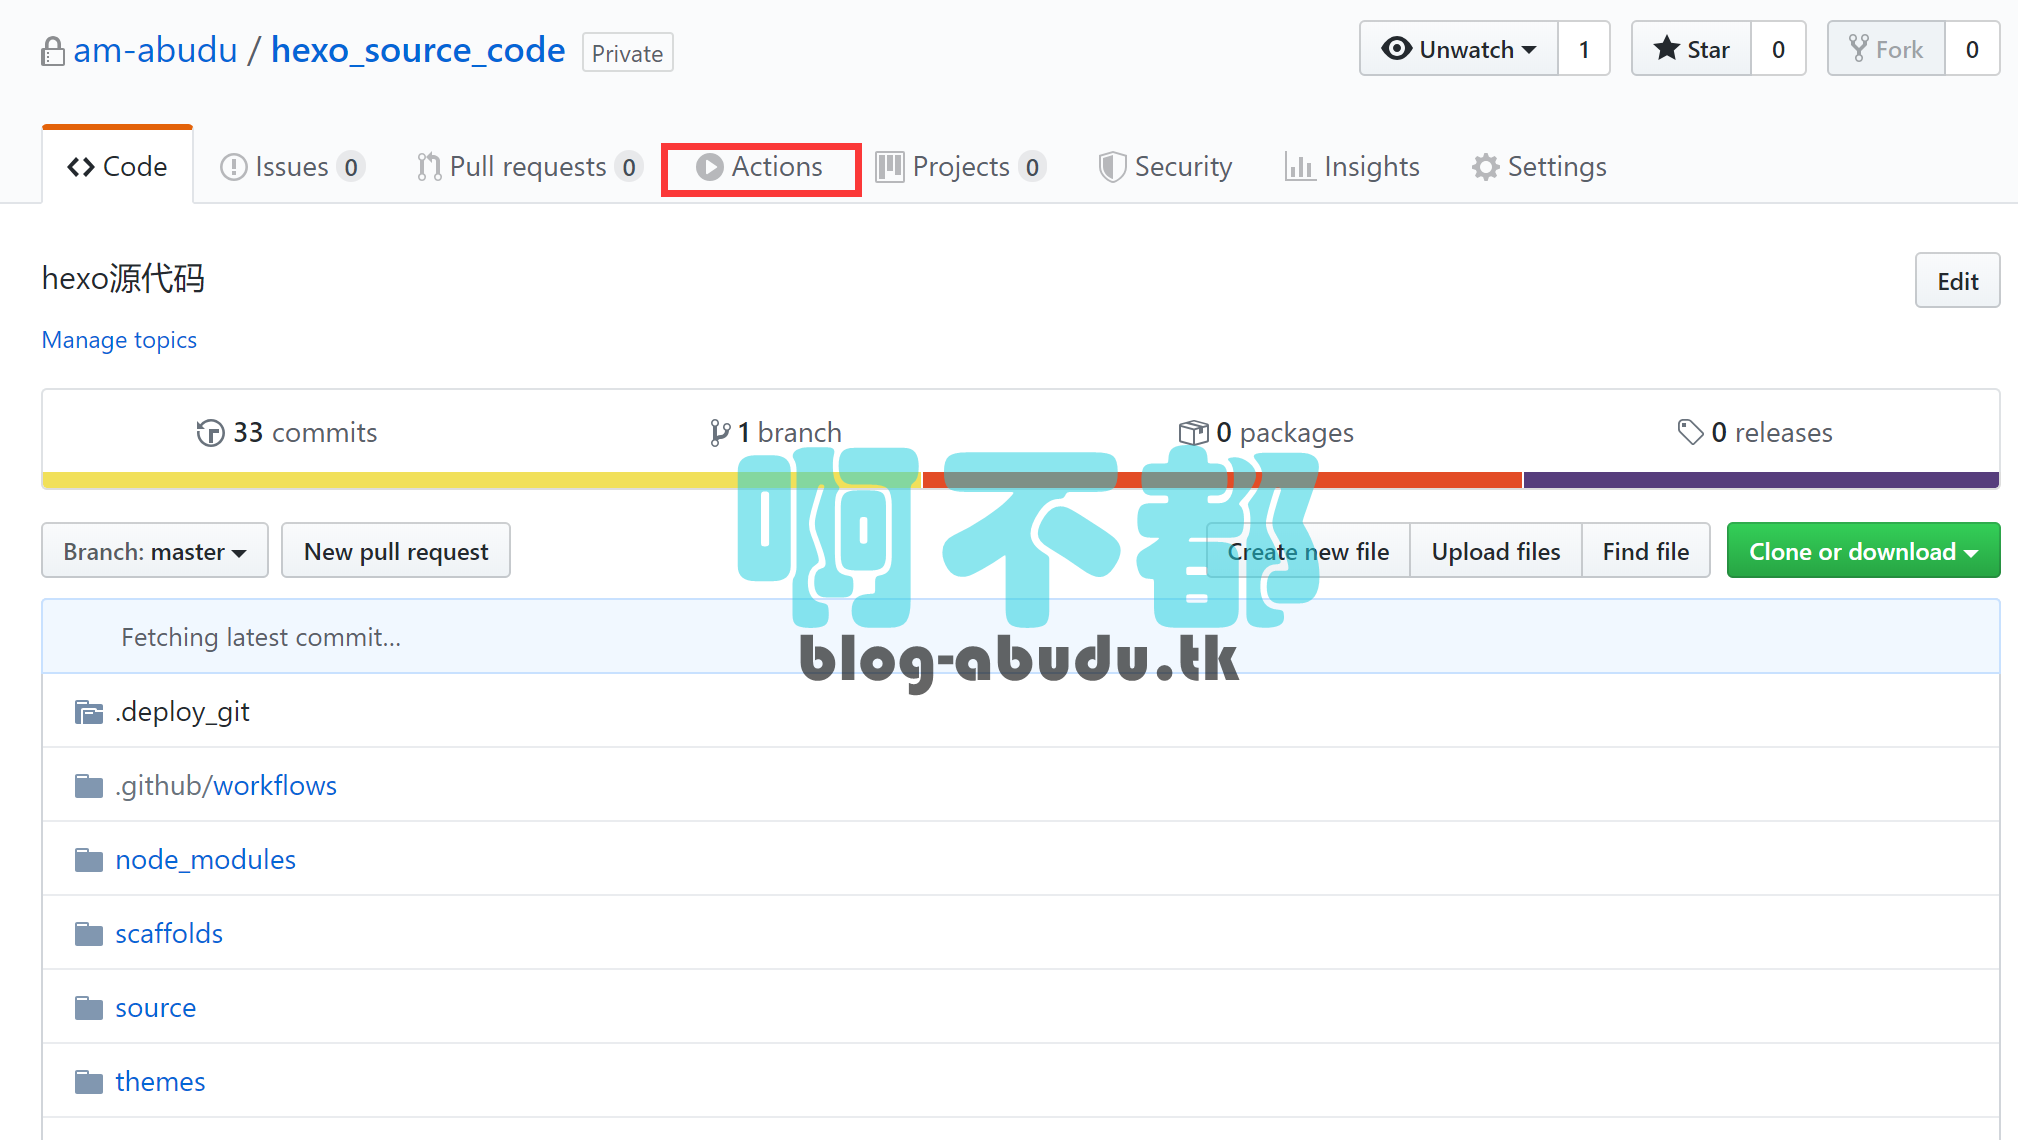 am-abudu / hexo_source_code Private
Unwatch 1 Star 0 Fork 0
Code Issues 0 Pull requests 0 Actions Projects 0 Security Insights Settings
hexo源代码
Edit
Manage topics
33 commits 1 branch 0 packages 0 releases
Branch: master New pull request Create new file Upload files Find file Clone or download
啊不都
Fetching latest commit...
blog-abudu.tk
.deploy_git
.github/workflows
node_modules
scaffolds
source
themes